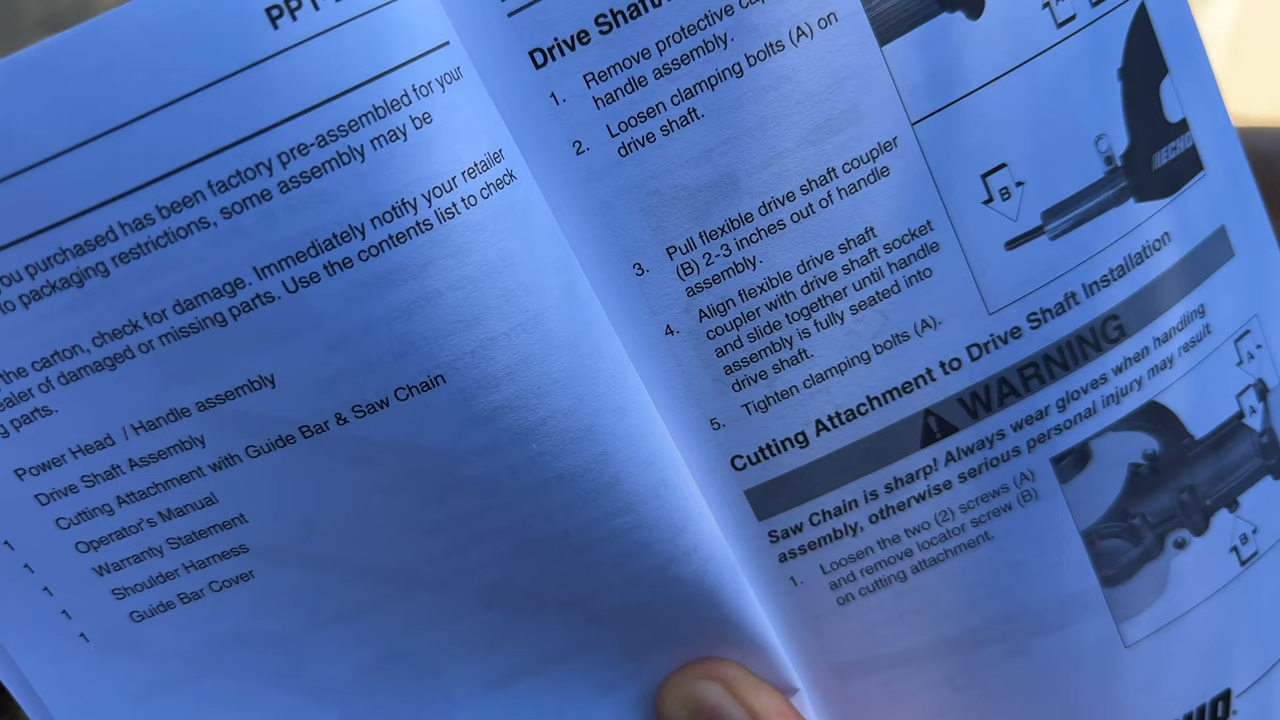 PPT-
you purchased has been factory pre-assembled for your
to packaging restrictions, some assembly may be
the carton, check for damage. Immediately notify your retailer
ealer of damaged or missing parts. Use the contents list to check
g parts.
Power Head / Handle assembly
Drive Shaft Assembly
Cutting Attachment with Guide Bar & Saw Chain
1 Operator's Manual
1 Warranty Statement
1 Shoulder Harness
1 Guide Bar Cover
1
Drive Shaft/
1. Remove protective
handle assembly.
2. Loosen clamping bolts (A) on
drive shaft.
3. Pull flexible drive shaft coupler
(B) 2-3 inches out of handle
assembly.
4. Align flexible drive shaft
coupler with drive shaft socket
and slide together until handle
assembly is fully seated into
drive shaft.
5. Tighten clamping bolts (A).
B
ECHO
Cutting Attachment to Drive Shaft Installation
WARNING
Saw Chain is sharp! Always wear gloves when handling
assembly, otherwise serious personal injury may result
1. Loosen the two (2) screws (A)
and remove locator screw (B)
on cutting attachment.
A
A
B